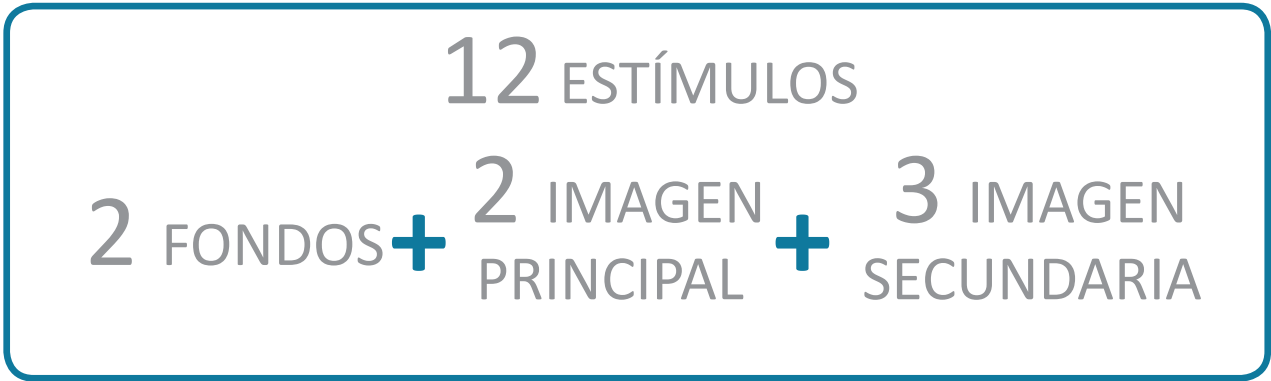 12 ESTÍMULOS
2 FONDOS + 2 IMAGEN PRINCIPAL + 3 IMAGEN SECUNDARIA